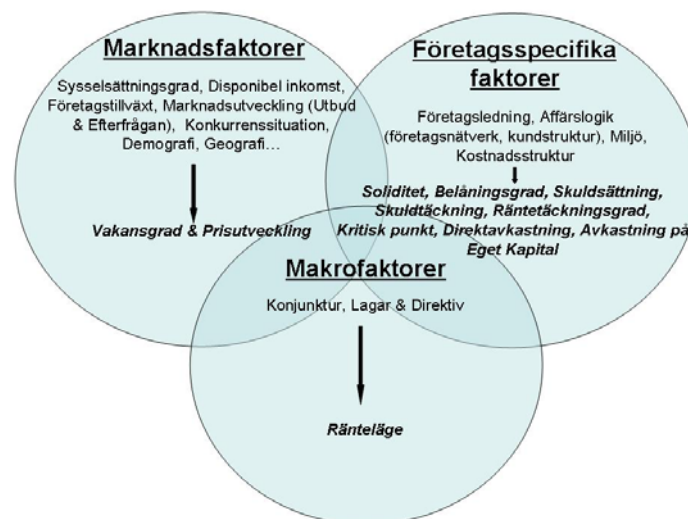 Marknadsfaktorer
Sysselsättningsgrad, Disponibel inkomst,
Företagstillväxt, Marknadsutveckling (Utbud
& Efterfrågan), Konkurrenssituation,
Demografi, Geografi...
Vakansgrad & Prisutveckling
Företagsspecifika
faktorer
Företagsledning, Affärslogik
(företagsnätverk, kundstruktur), Miljö,
Kostnadsstruktur
Soliditet, Belåningsgrad, Skuldsättning,
Skuldtäckning, Räntetäckningsgrad,
Kritisk punkt, Direktavkastning, Avkastning på
Eget Kapital
Makrofaktorer
Konjunktur, Lagar & Direktiv
Ränteläge